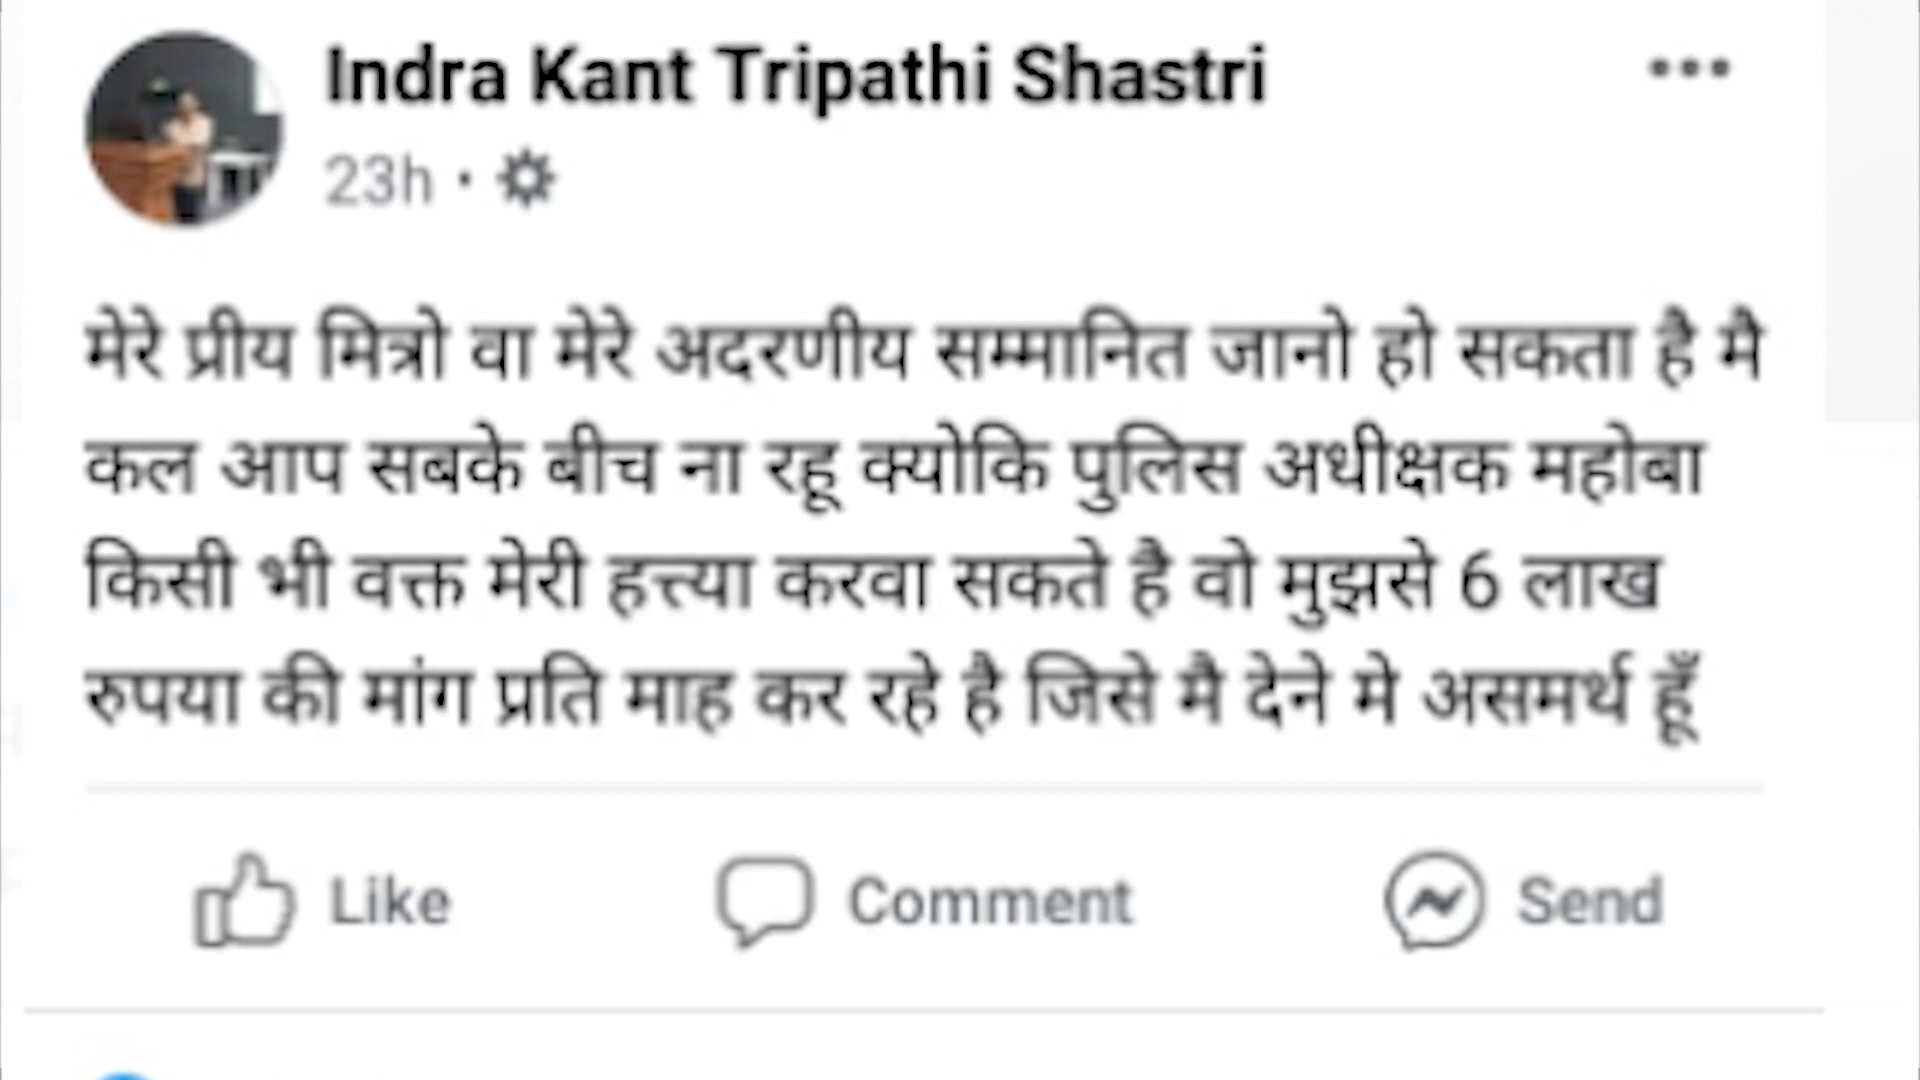 Indra Kant Tripathi Shastri
23h
मेरे प्रीय मित्रो वा मेरे अदरणीय सम्मानित जानो हो सकता है मै
कल आप सबके बीच ना रहू क्योकि पुलिस अधीक्षक महोबा
किसी भी वक्त मेरी हत्त्या करवा सकते है वो मुझसे 6 लाख
रुपया की मांग प्रति माह कर रहे है जिसे मै देने मे असमर्थ हूँ
Like Comment Send